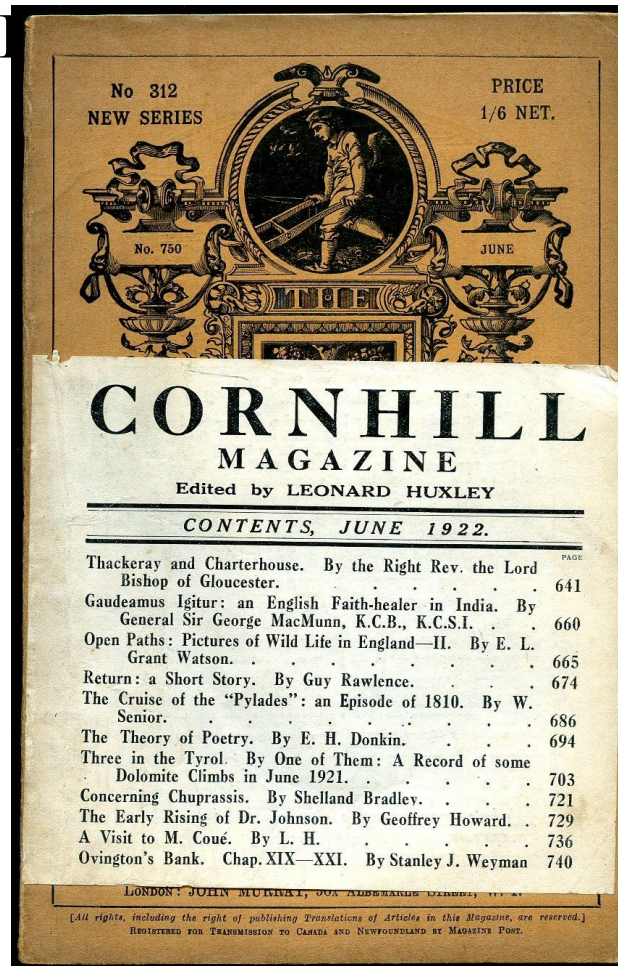 No 312
NEW SERIES
PRICE
1/6 NET.
No. 750
JUNE
THE
CORNHILL
MAGAZINE
Edited by LEONARD HUXLEY
CONTENTS, JUNE 1922.
PAGE
Thackeray and Charterhouse. By the Right Rev. the Lord
Bishop of Gloucester. . . . . . 641
Gaudeamus Igitur: an English Faith-healer in India. By
General Sir George MacMunn, K.C.B., K.C.S.I. . . 660
Open Paths: Pictures of Wild Life in England—II. By E. L.
Grant Watson. . . . . . . . . 665
Return: a Short Story. By Guy Rawlence. . . . 674
The Cruise of the "Pylades": an Episode of 1810. By W.
Senior. . . . . . . . . 686
The Theory of Poetry. By E. H. Donkin. . . . 694
Three in the Tyrol. By One of Them: A Record of some
Dolomite Climbs in June 1921. . . . . . 703
Concerning Chuprassis. By Shelland Bradley. . . . 721
The Early Rising of Dr. Johnson. By Geoffrey Howard. . 729
A Visit to M. Coué. By L. H. . . . . . 736
Ovington's Bank. Chap. XIX—XXI. By Stanley J. Weyman 740
LONDON: JOHN MURRAY, 50A ALBEMARLE STREET, W. 1.
[All rights, including the right of publishing Translations of Articles in this Magazine, are reserved.]
REGISTERED FOR TRANSMISSION TO CANADA AND NEWFOUNDLAND BY MAGAZINE POST.